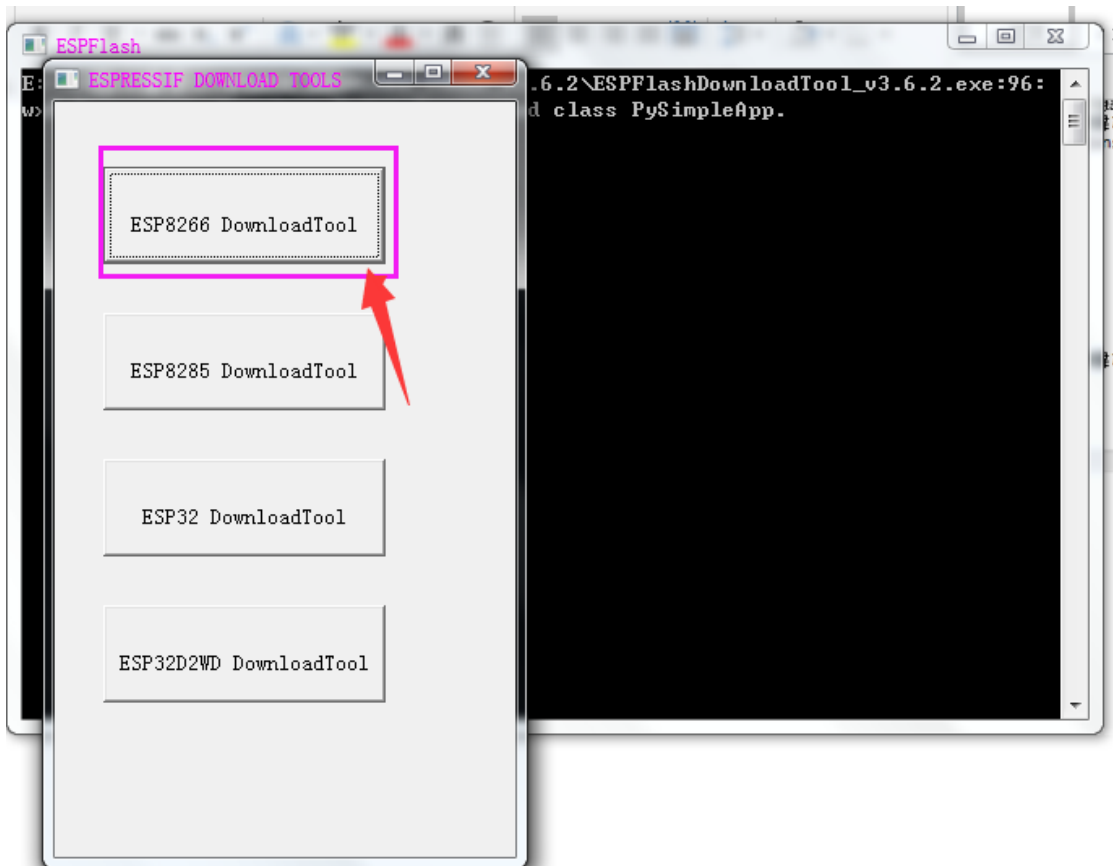 ESPFlash
ESPRESSIF DOWNLOAD TOOLS
E: .6.2\ESPFlashDownloadTool_v3.6.2.exe:96:
w> d class PySimpleApp.
ESP8266 DownloadTool
ESP8285 DownloadTool
ESP32 DownloadTool
ESP32D2WD DownloadTool